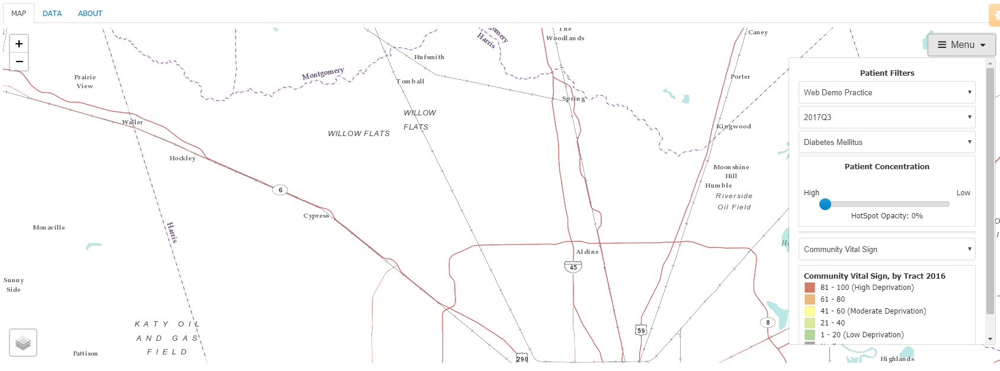 MAP DATA ABOUT
+
−
Prairie
View
Waller
Hockley
6
Cypress
Monaville
Harris
Sunny
Side
KATY OIL
AND GAS
FIELD
Pattison
Montgomery
Hufsmith
Tomball
WILLOW
FLATS
WILLOW FLATS
gomery
Harris
The
Woodlands
Spring
Caney
Porter
Kingwood
Moonshine
Hill
Humble
Riverside
Oil Field
Aldine
45
59
8
290
Highlands
Menu
Patient Filters
Web Demo Practice
2017Q3
Diabetes Mellitus
Patient Concentration
High Low
HotSpot Opacity: 0%
Community Vital Sign
Community Vital Sign, by Tract 2016
81 - 100 (High Deprivation)
61 - 80
41 - 60 (Moderate Deprivation)
21 - 40
1 - 20 (Low Deprivation)